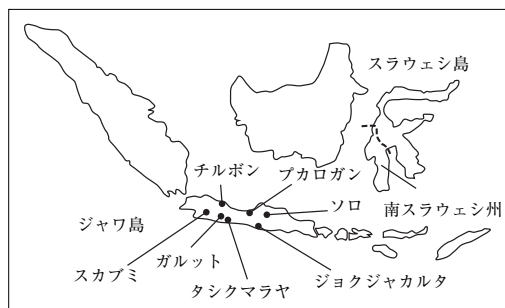 スラウェシ島
チルボン
プカロガン
ソロ
南スラウェシ州
ジャワ島
スカブミ
ガルット
タシクマラヤ
ジョクジャカルタ